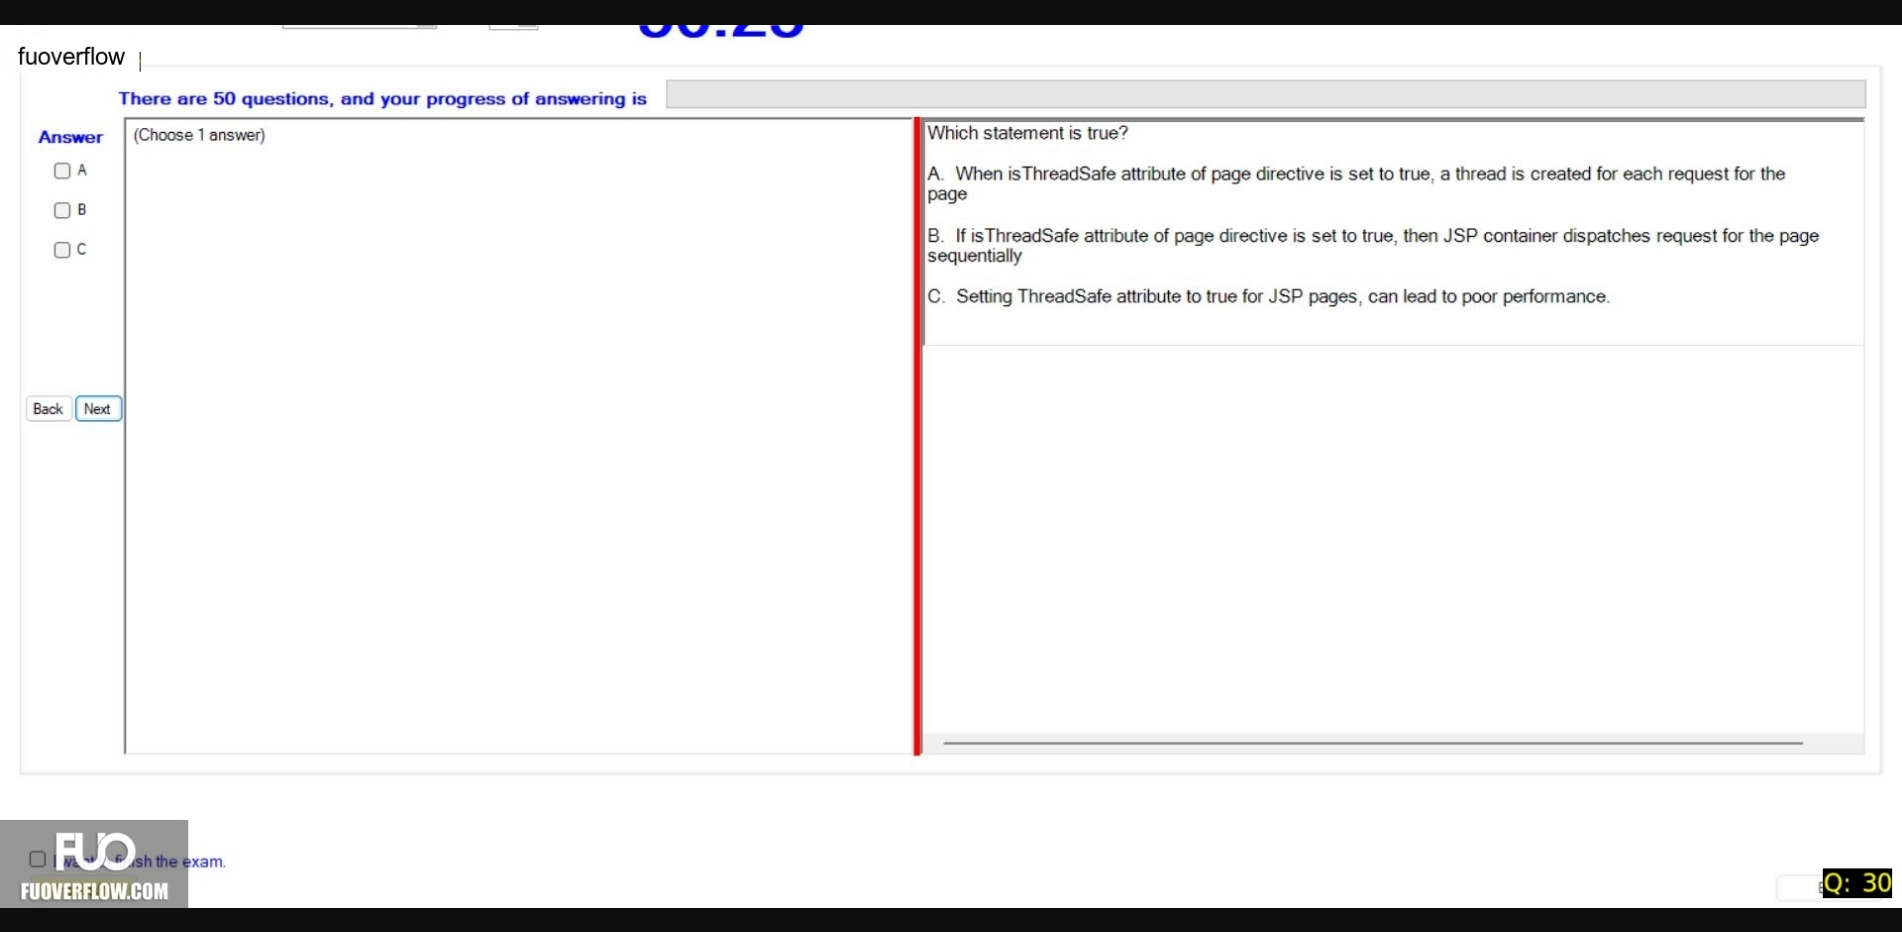 fuoverflow
There are 50 questions, and your progress of answering is
Answer
(Choose 1 answer)
A
B
C
Back
Next
Which statement is true?
A. When isThreadSafe attribute of page directive is set to true, a thread is created for each request for the
page
B. If isThreadSafe attribute of page directive is set to true, then JSP container dispatches request for the page
sequentially
C. Setting ThreadSafe attribute to true for JSP pages, can lead to poor performance.
FUO
the exam.
FUOVERFLOW.COM
Q: 30